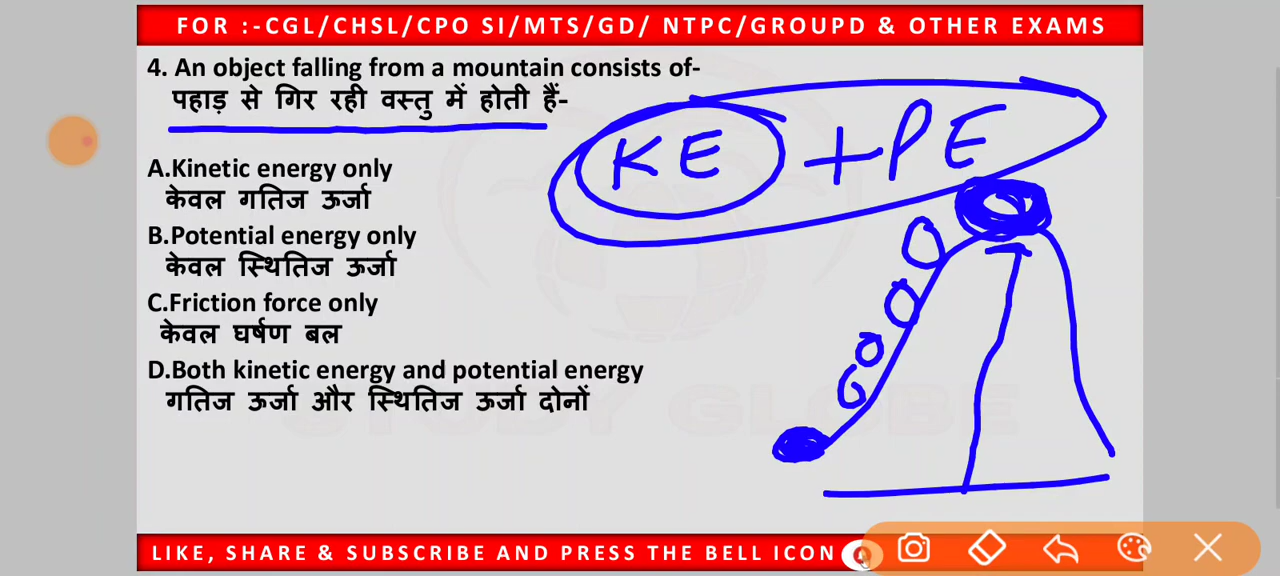 FOR :-CGL/CHSL/CPO SI/MTS/GD/ NTPC/GROUPD & OTHER EXAMS
4. An object falling from a mountain consists of-
पहाड़ से गिर रही वस्तु में होती हैं-
KE + PE
A.Kinetic energy only
केवल गतिज ऊर्जा
B.Potential energy only
केवल स्थितिज ऊर्जा
C.Friction force only
केवल घर्षण बल
D.Both kinetic energy and potential energy
गतिज ऊर्जा और स्थितिज ऊर्जा दोनों
STUDY GLOBE
LIKE, SHARE & SUBSCRIBE AND PRESS THE BELL ICON